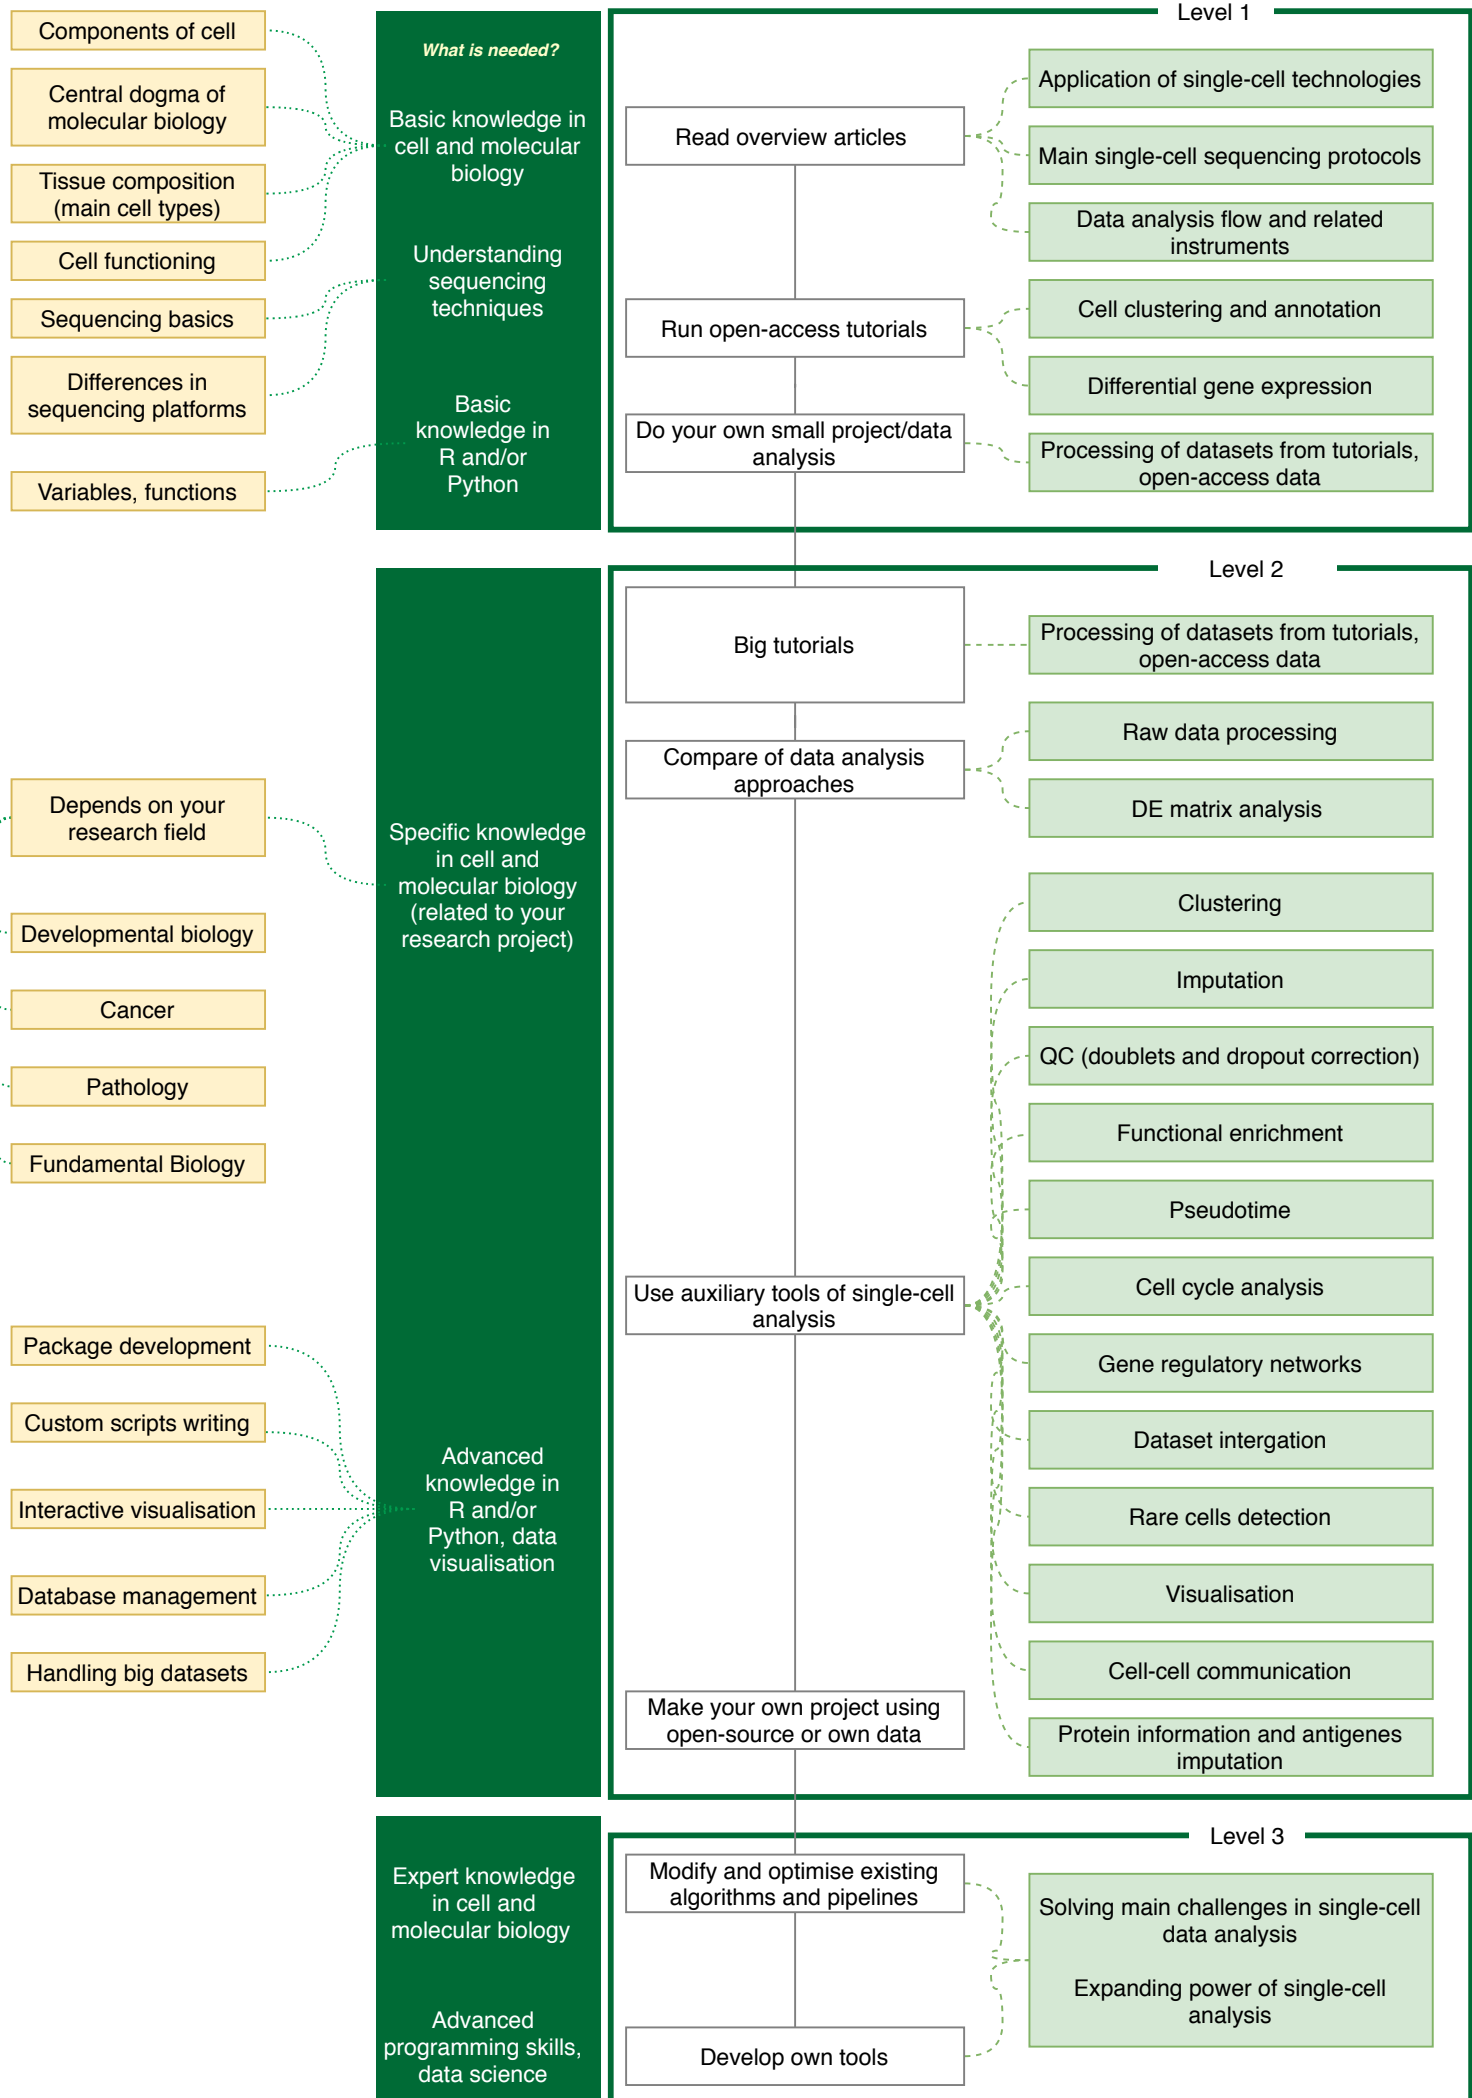 Components of cell
Central dogma of
molecular biology
Tissue composition
(main cell types)
Cell functioning
Sequencing basics
Differences in
sequencing platforms
Variables, functions
What is needed?
Basic knowledge in
cell and molecular
biology
Understanding
sequencing
techniques
Basic
knowledge in
R and/or
Python
Level 1
Read overview articles
Application of single-cell technologies
Main single-cell sequencing protocols
Data analysis flow and related
instruments
Run open-access tutorials
Cell clustering and annotation
Differential gene expression
Do your own small project/data
analysis
Processing of datasets from tutorials,
open-access data
Depends on your
research field
Developmental biology
Cancer
Pathology
Fundamental Biology
Package development
Custom scripts writing
Interactive visualisation
Database management
Handling big datasets
Specific knowledge
in cell and
molecular biology
(related to your
research project)
Advanced
knowledge in
R and/or
Python, data
visualisation
Level 2
Big tutorials
Processing of datasets from tutorials,
open-access data
Compare of data analysis
approaches
Raw data processing
DE matrix analysis
Use auxiliary tools of single-cell
analysis
Clustering
Imputation
QC (doublets and dropout correction)
Functional enrichment
Pseudotime
Cell cycle analysis
Gene regulatory networks
Dataset intergation
Rare cells detection
Visualisation
Cell-cell communication
Protein information and antigenes
imputation
Make your own project using
open-source or own data
Expert knowledge
in cell and
molecular biology
Advanced
programming skills,
data science
Level 3
Modify and optimise existing
algorithms and pipelines
Develop own tools
Solving main challenges in single-cell
data analysis
Expanding power of single-cell
analysis